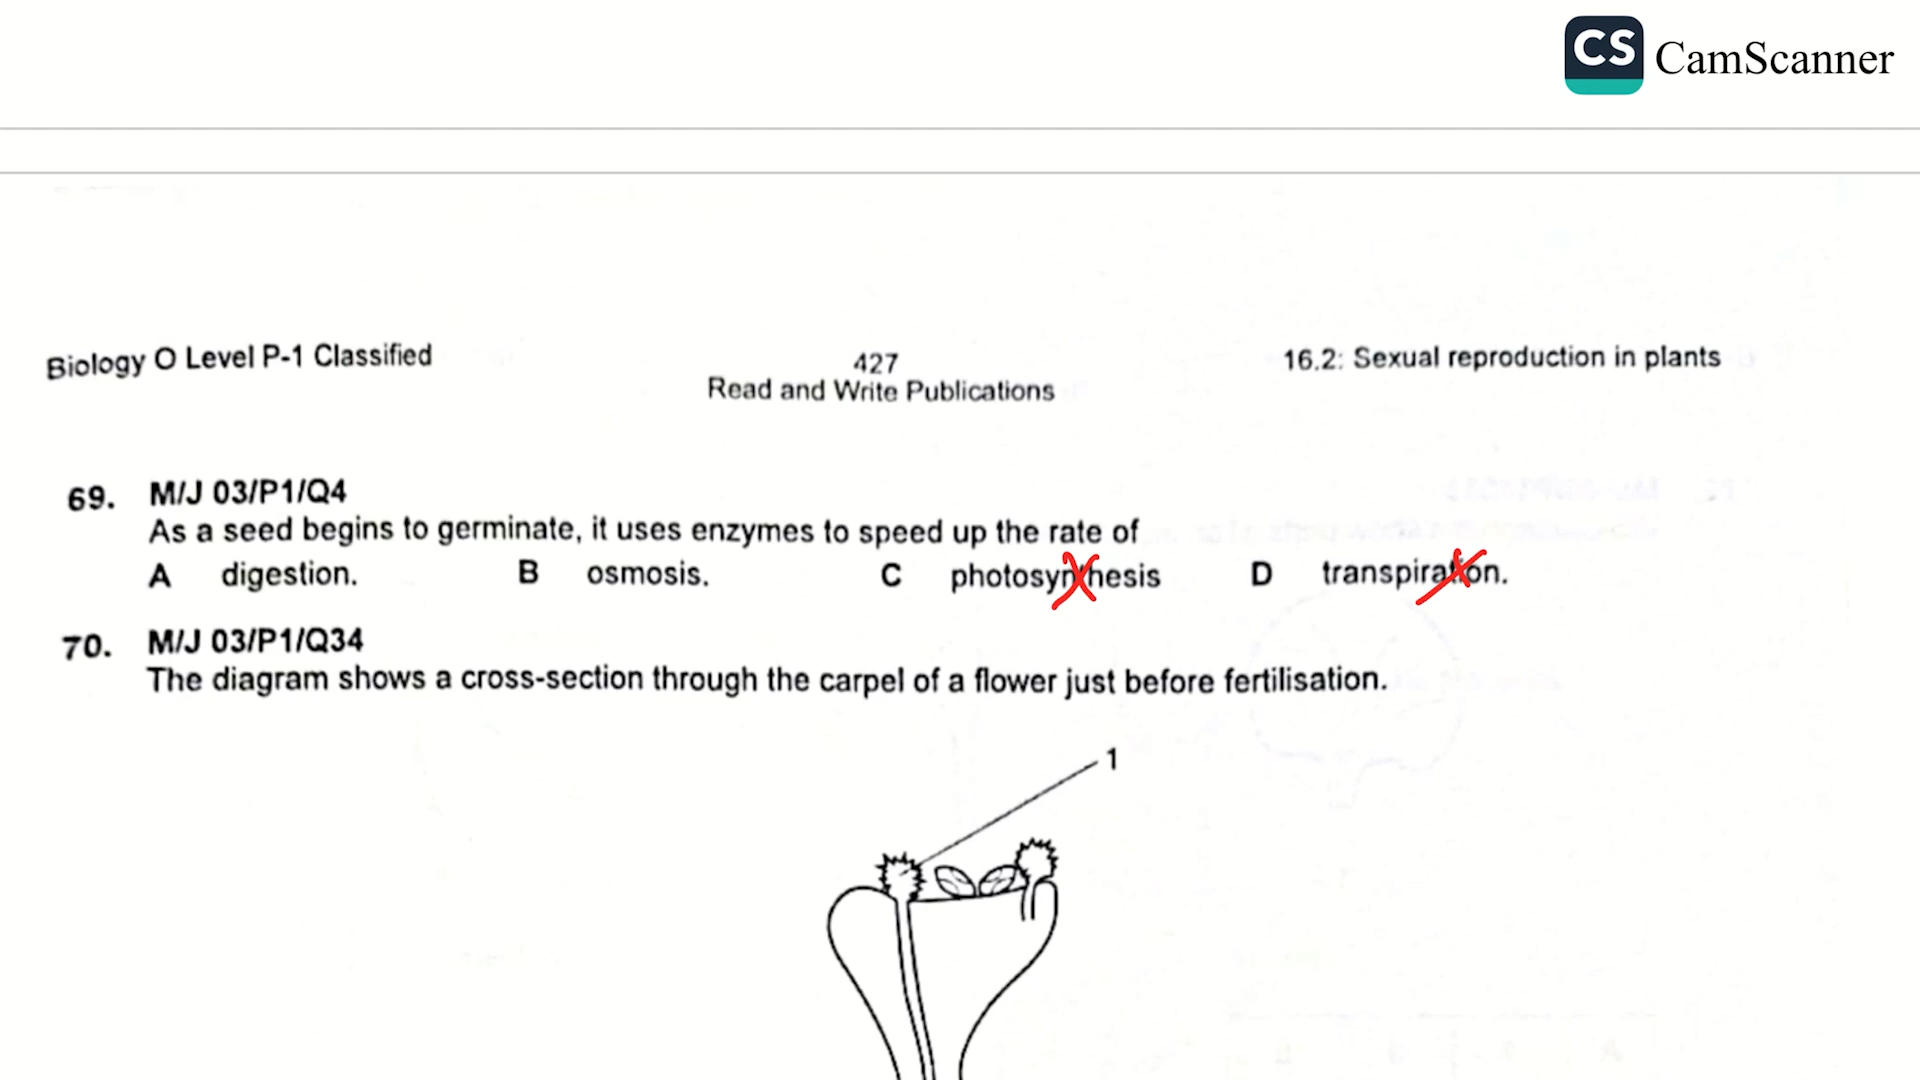 CS CamScanner
Biology O Level P-1 Classified
427
16.2: Sexual reproduction in plants
Read and Write Publications
69. M/J 03/P1/Q4
As a seed begins to germinate, it uses enzymes to speed up the rate of
A digestion. B osmosis. C photosynthesis D transpiration.
70. M/J 03/P1/Q34
The diagram shows a cross-section through the carpel of a flower just before fertilisation.
1